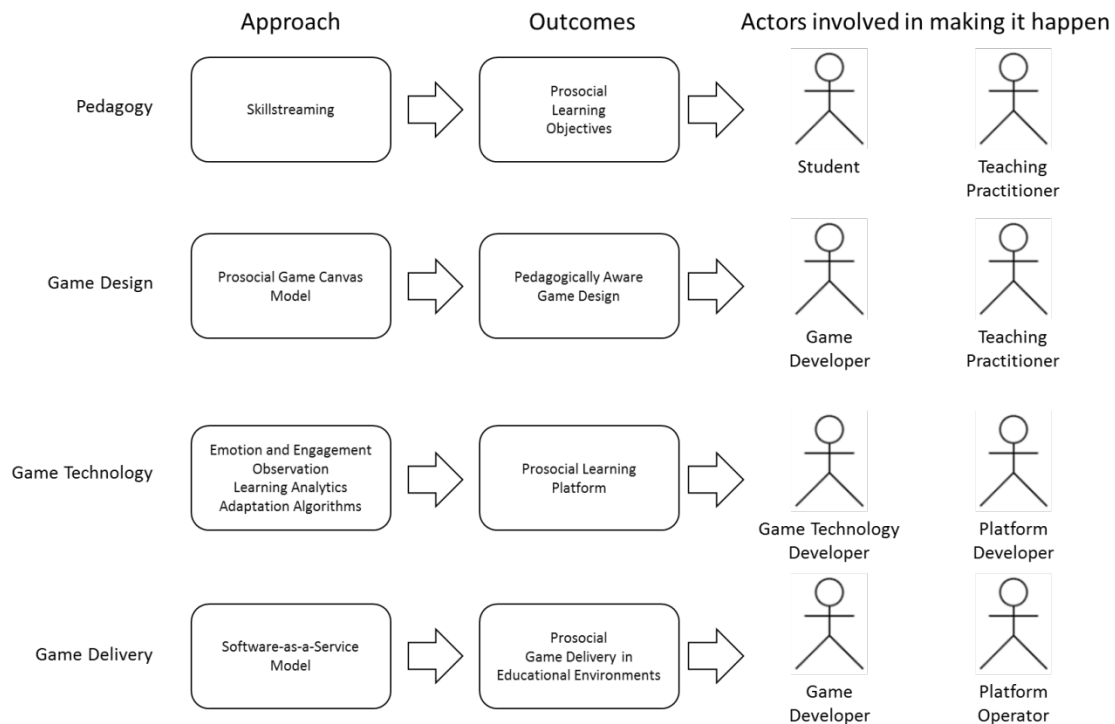 Approach
Outcomes
Actors involved in making it happen
Pedagogy
Skillstreaming
Prosocial
Learning
Objectives
Student
Teaching
Practitioner
Game Design
Prosocial Game Canvas
Model
Pedagogically Aware
Game Design
Game
Developer
Teaching
Practitioner
Game Technology
Emotion and Engagement
Observation
Learning Analytics
Adaptation Algorithms
Prosocial Learning
Platform
Game Technology
Developer
Platform
Developer
Game Delivery
Software-as-a-Service
Model
Prosocial
Game Delivery in
Educational Environments
Game
Developer
Platform
Operator